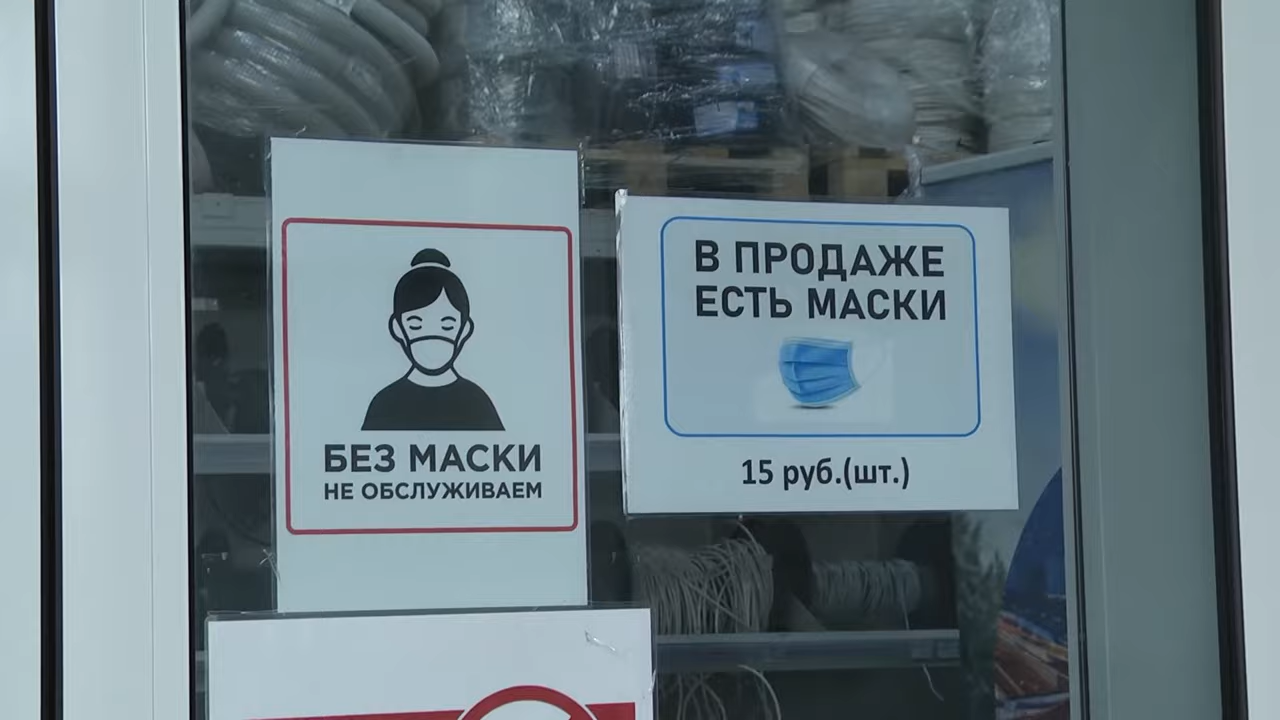 БЕЗ МАСКИ
НЕ ОБСЛУЖИВАЕМ
В ПРОДАЖЕ
ЕСТЬ МАСКИ
15 руб.(шт.)